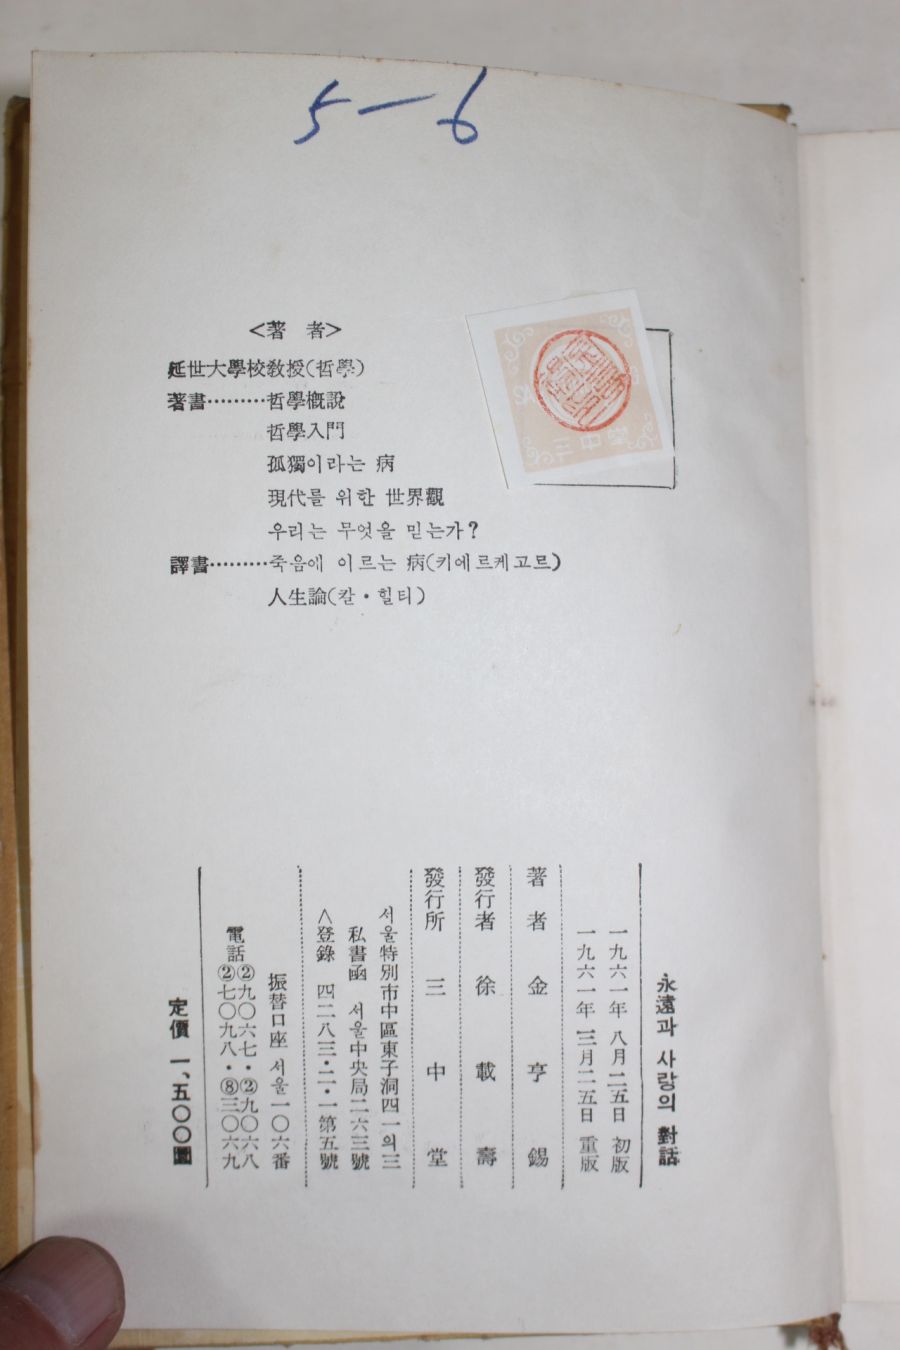 5-6
<著者>
延世大學校敎授(哲學)
著書………哲學槪說
哲學入門
孤獨이라는 病
現代를 위한 世界觀
우리는 무엇을 믿는가?
譯書………죽음에 이르는 病(키에르케고르)
人生論(칼·힐티)
永遠과 사랑의 對話
一九六一年 八月二五日 初版
一九六一年 三月二五日 重版
著者 金亨錫
發行者 徐載壽
發行所 三中堂
서울特別市中區東子洞四一의三
私書函 서울中央局二六三號
<登錄 四二八三·二·一第五號
振替口座 서울一〇六番
電話②九〇六七·②九〇六八
②七〇九八·⑧三〇六九
定價 一、五〇〇圜